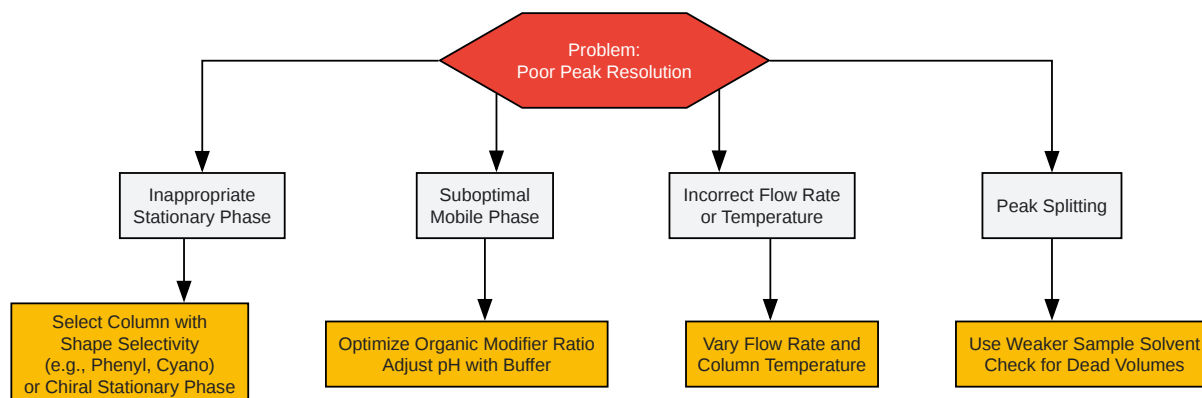 Problem:
Poor Peak Resolution
Inappropriate
Stationary Phase
Suboptimal
Mobile Phase
Incorrect Flow Rate
or Temperature
Peak Splitting
Select Column with
Shape Selectivity
(e.g., Phenyl, Cyano)
or Chiral Stationary Phase
Optimize Organic Modifier Ratio
Adjust pH with Buffer
Vary Flow Rate and
Column Temperature
Use Weaker Sample Solvent
Check for Dead Volumes